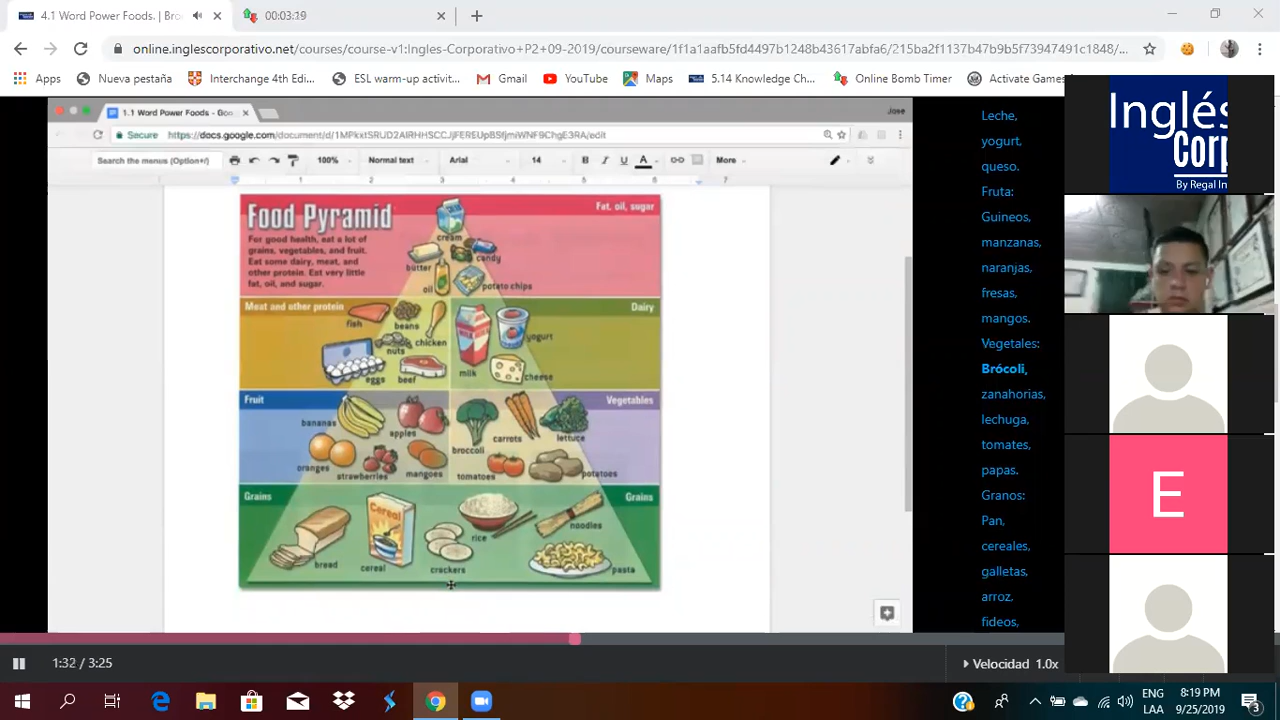 4.1 Word Power Foods. | Bro
00:03:19
online.inglescorporativo.net/courses/course-v1:Ingles-Corporativo+P2+09-2019/courseware/1f1a1aafb5fd4497b1248b43617abfa6/215ba2f1137b47b9b5f73947491c1848/...
Apps
Nueva pestaña
Interchange 4th Edi...
ESL warm-up activit...
Gmail
YouTube
Maps
S.14 Knowledge Ch...
Online Bomb Timer
Activate Games
1.1 Word Power Foods - Goo
Jose
Secure
Search the menus (Option+/)
100%
Normal text
Arial
14
B I U A
More
1 2 3 4 5 6 7
Food Pyramid
For good health, eat a lot of
grains, vegetables, and fruit.
Eat some dairy, meat, and
other protein. Eat very little
fat, oil, and sugar.
Fat, oil, sugar
cream
candy
butter
oil
potato chips
Meat and other protein
Dairy
fish
beans
chicken
nuts
eggs
beef
yogurt
milk
cheese
Fruit
Vegetables
bananas
apples
oranges
strawberries
mangoes
carrots
lettuce
broccoli
tomatoes
potatoes
Grains
Grains
bread
cereal
Cereal
crackers
rice
noodles
pasta
Leche,
yogurt,
queso.
Fruta:
Guineos,
manzanas,
naranjas,
fresas,
mangos.
Vegetales:
Brócoli,
zanahorias,
lechuga,
tomates,
papas.
Granos:
Pan,
cereales,
galletas,
arroz,
fideos,
Inglés
Corp
By Regal In
E
1:32 / 3:25
Velocidad 1.0x
ENG
LAA
8:19 PM
9/25/2019
3